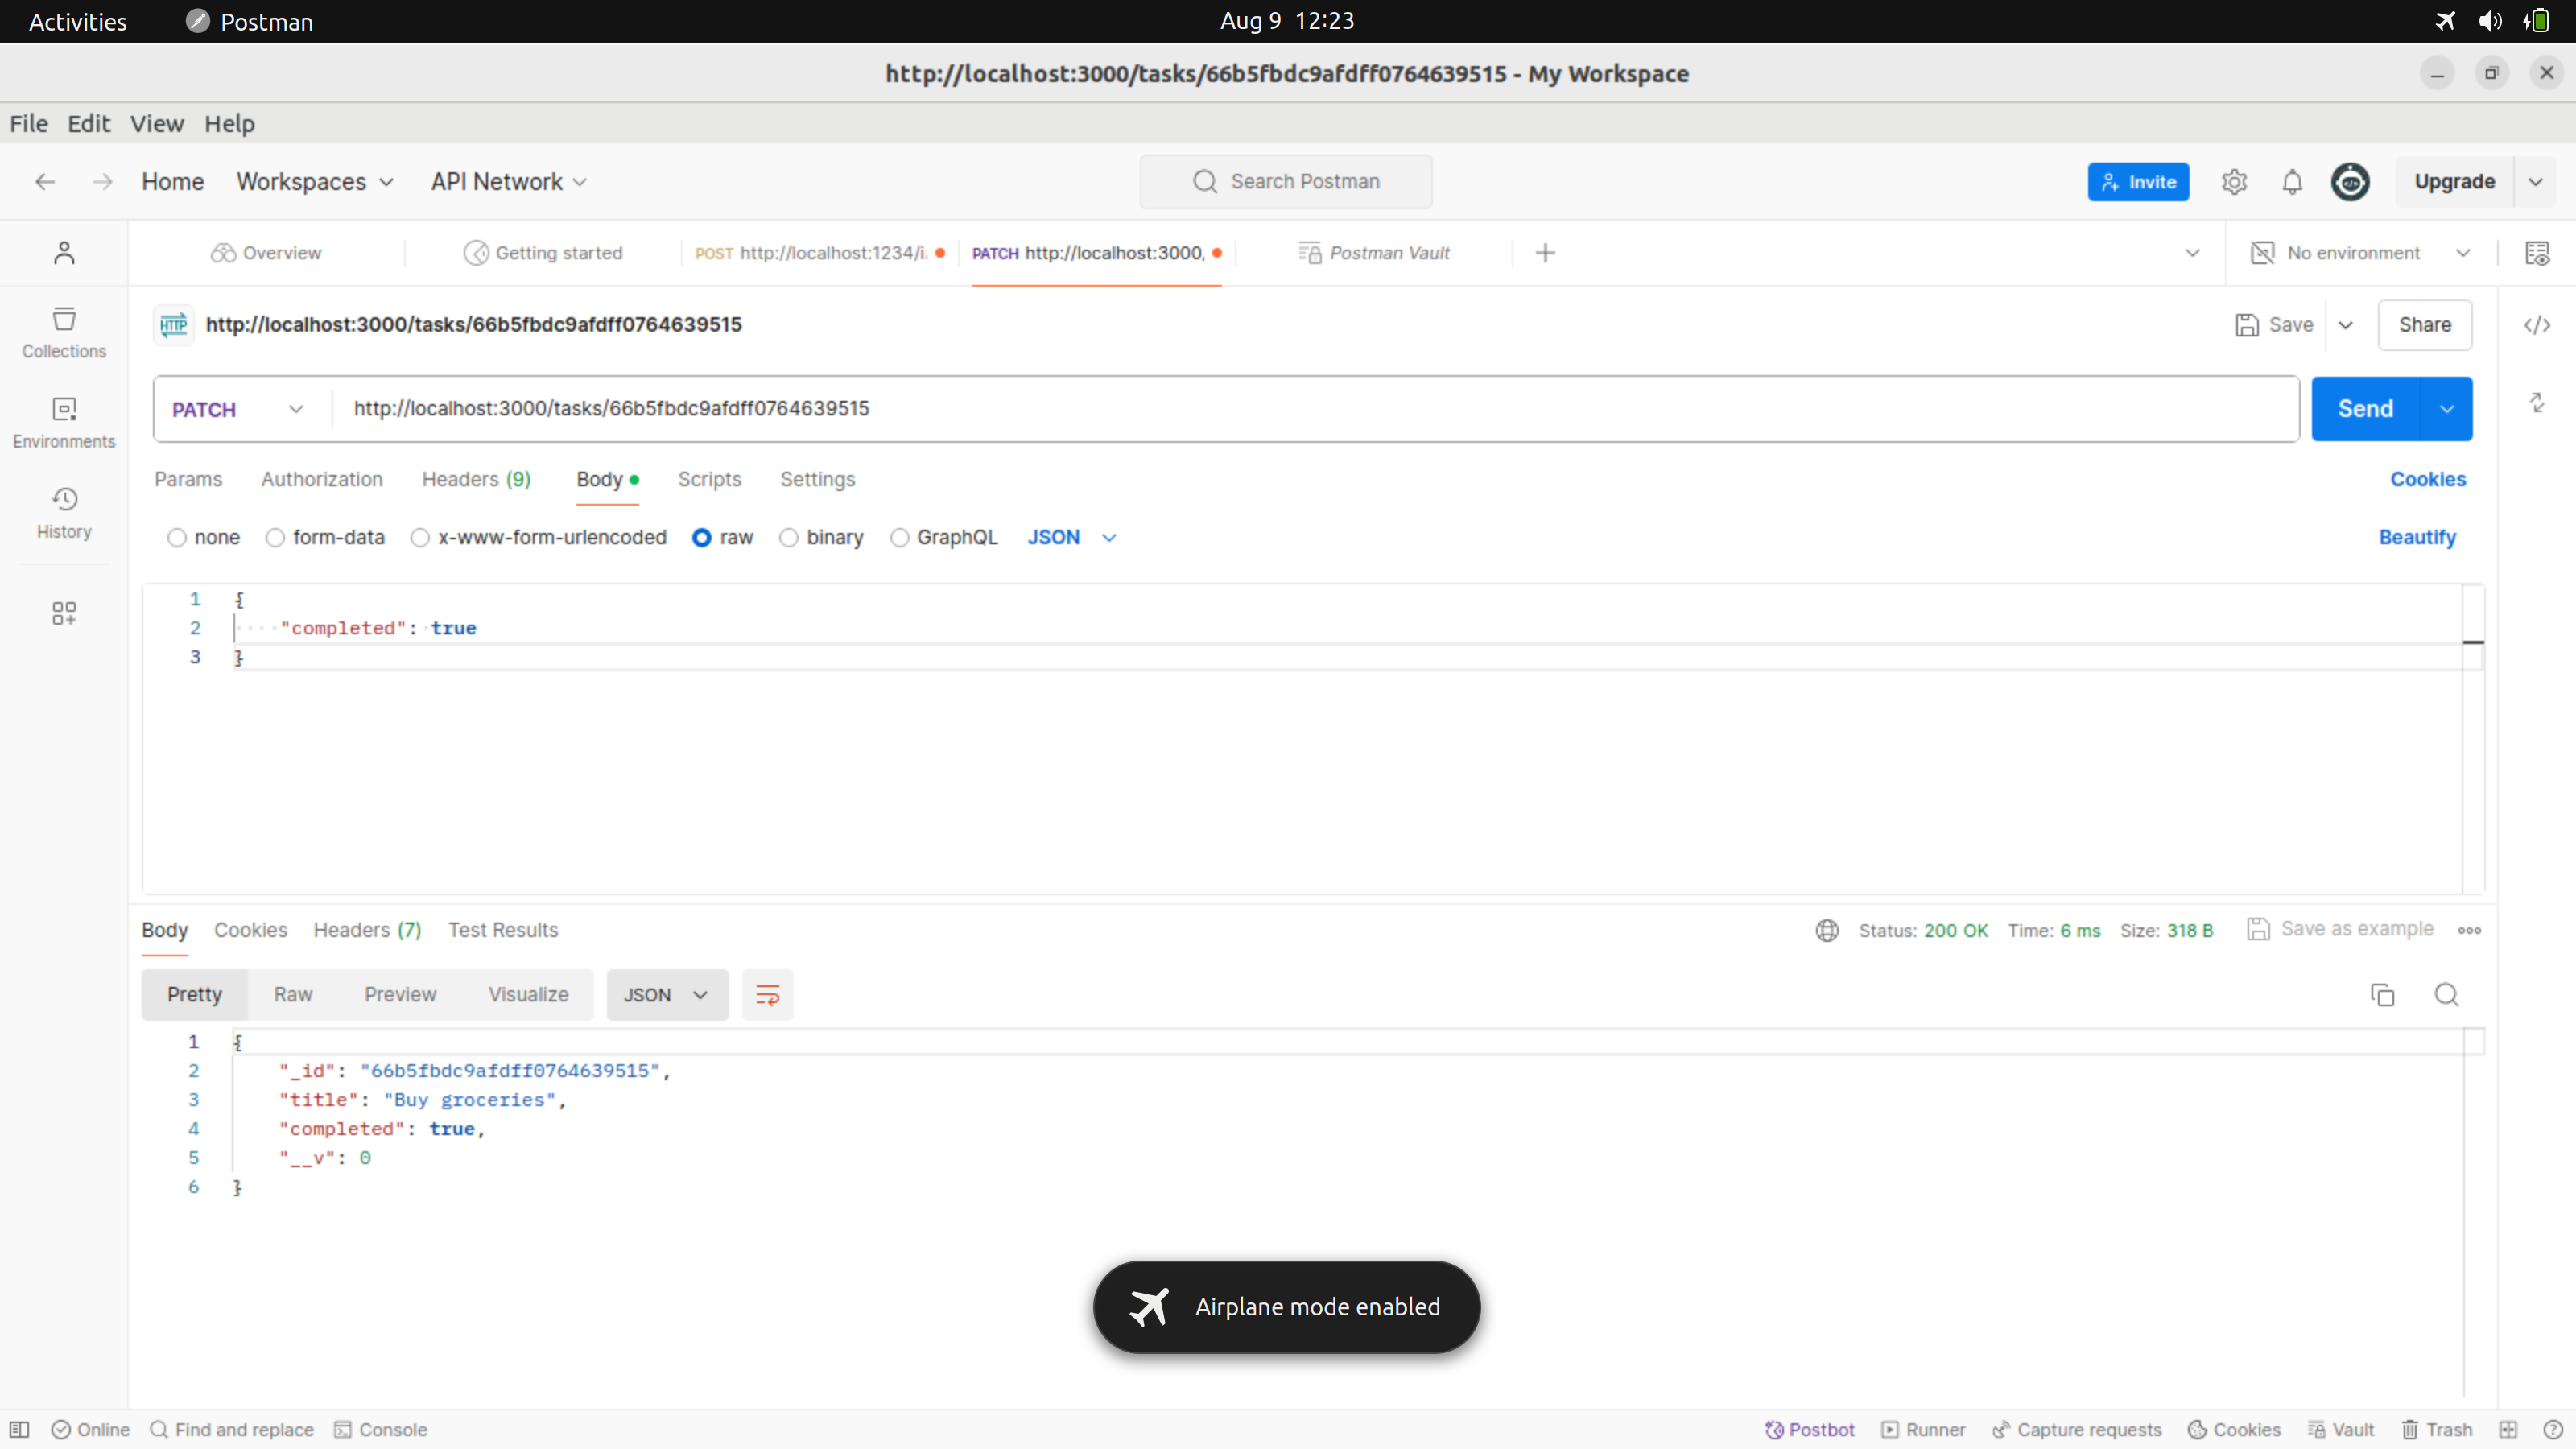 Activities Postman Aug 9 12:23
http://localhost:3000/tasks/66b5fbdc9afdff0764639515 - My Workspace
File Edit View Help
Home Workspaces API Network Search Postman Invite Upgrade
Overview Getting started POST http://localhost:1234/i. PATCH http://localhost:3000, Postman Vault No environment
HTTP http://localhost:3000/tasks/66b5fbdc9afdff0764639515 Save Share
Collections
PATCH http://localhost:3000/tasks/66b5fbdc9afdff0764639515 Send
Environments
Params Authorization Headers (9) Body Scripts Settings Cookies
History
none form-data x-www-form-urlencoded raw binary GraphQL JSON Beautify
1 {
2 "completed": true
3 }
Body Cookies Headers (7) Test Results Status: 200 OK Time: 6 ms Size: 318 B Save as example
Pretty Raw Preview Visualize JSON
1 {
2 "_id": "66b5fbdc9afdff0764639515",
3 "title": "Buy groceries",
4 "completed": true,
5 "__v": 0
6 }
Airplane mode enabled
Online Find and replace Console Postbot Runner Capture requests Cookies Vault Trash